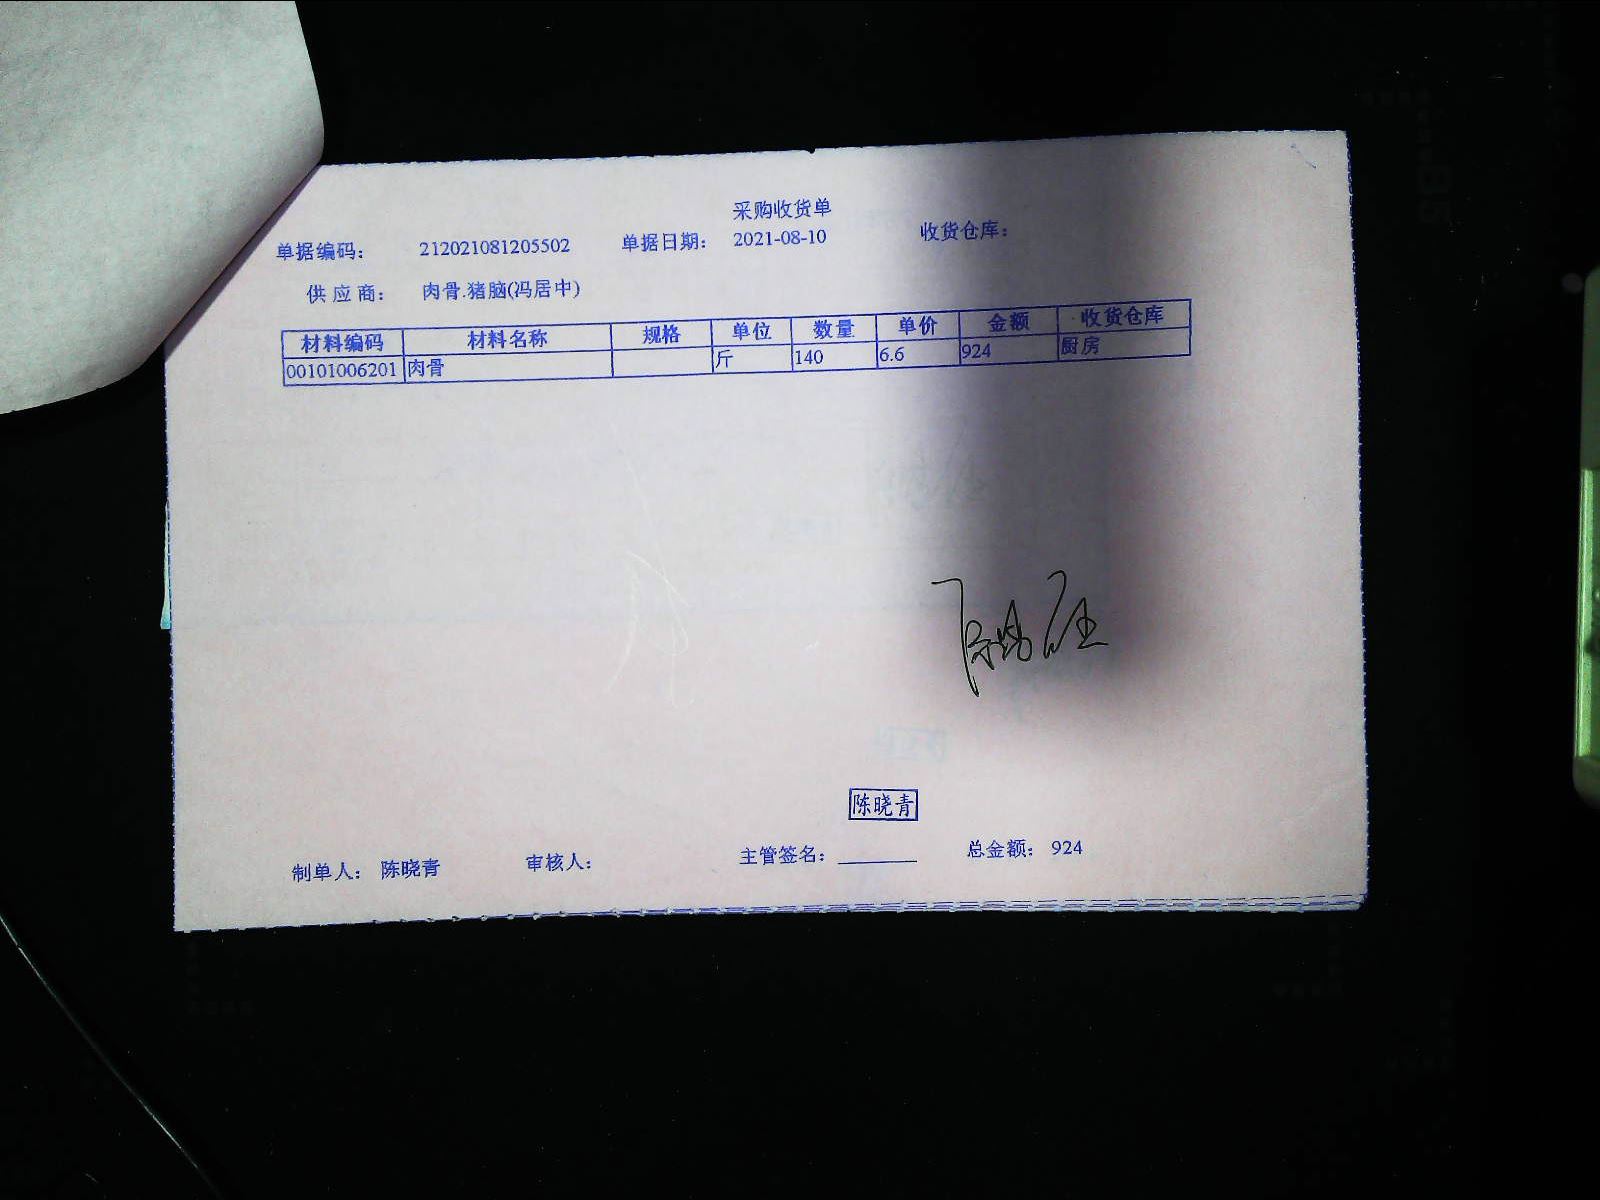 采购收货单
单据编码： 212021081205502 单据日期： 2021-08-10 收货仓库：
供应商： 肉骨.猪脑(冯居中)
材料编码 材料名称 规格 单位 数量 单价 金额 收货仓库
00101006201 肉骨 斤 140 6.6 924 厨房
陈晓青
制单人： 陈晓青 审核人： 主管签名： 总金额： 924